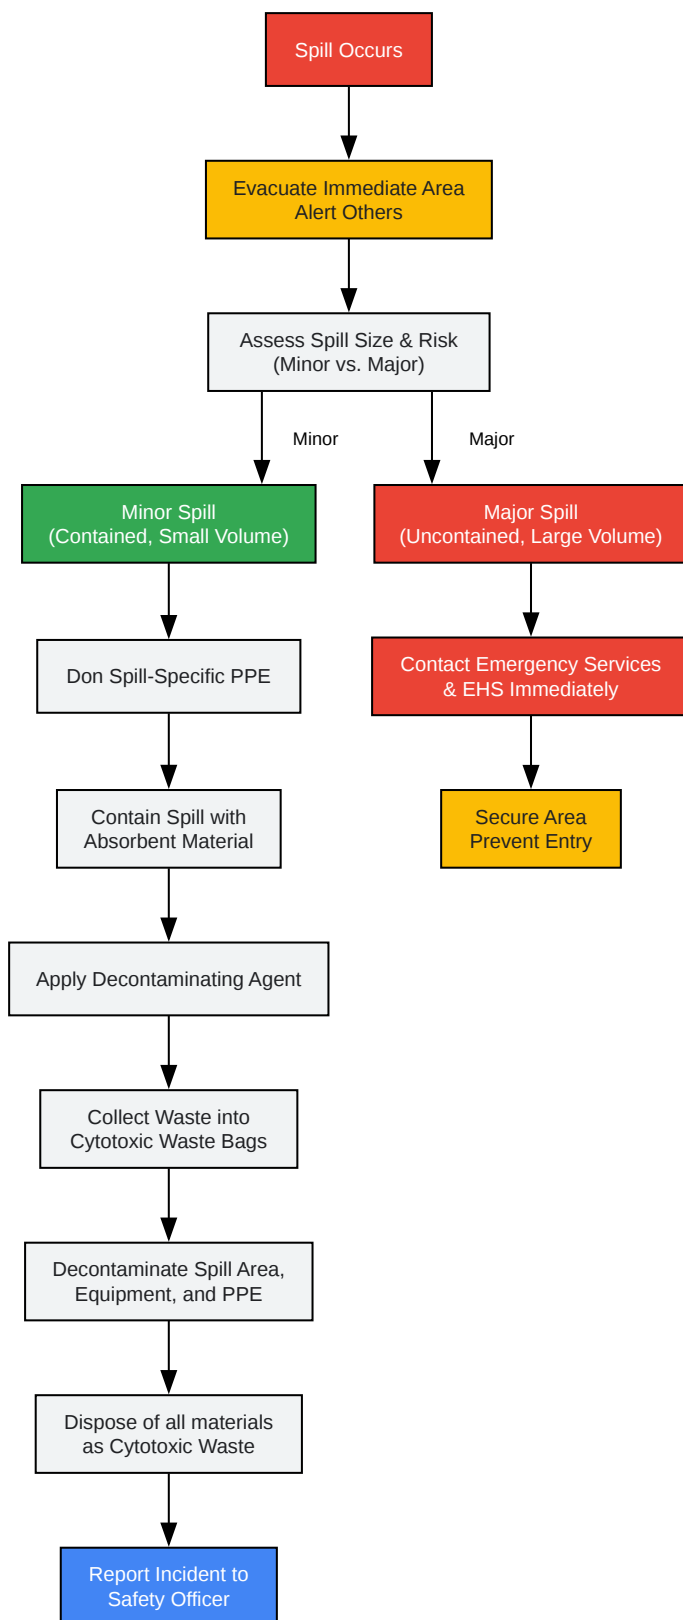 Spill Occurs
Evacuate Immediate Area
Alert Others
Assess Spill Size & Risk
(Minor vs. Major)
Minor
Major
Minor Spill
(Contained, Small Volume)
Major Spill
(Uncontained, Large Volume)
Don Spill-Specific PPE
Contact Emergency Services
& EHS Immediately
Contain Spill with
Absorbent Material
Secure Area
Prevent Entry
Apply Decontaminating Agent
Collect Waste into
Cytotoxic Waste Bags
Decontaminate Spill Area,
Equipment, and PPE
Dispose of all materials
as Cytotoxic Waste
Report Incident to
Safety Officer